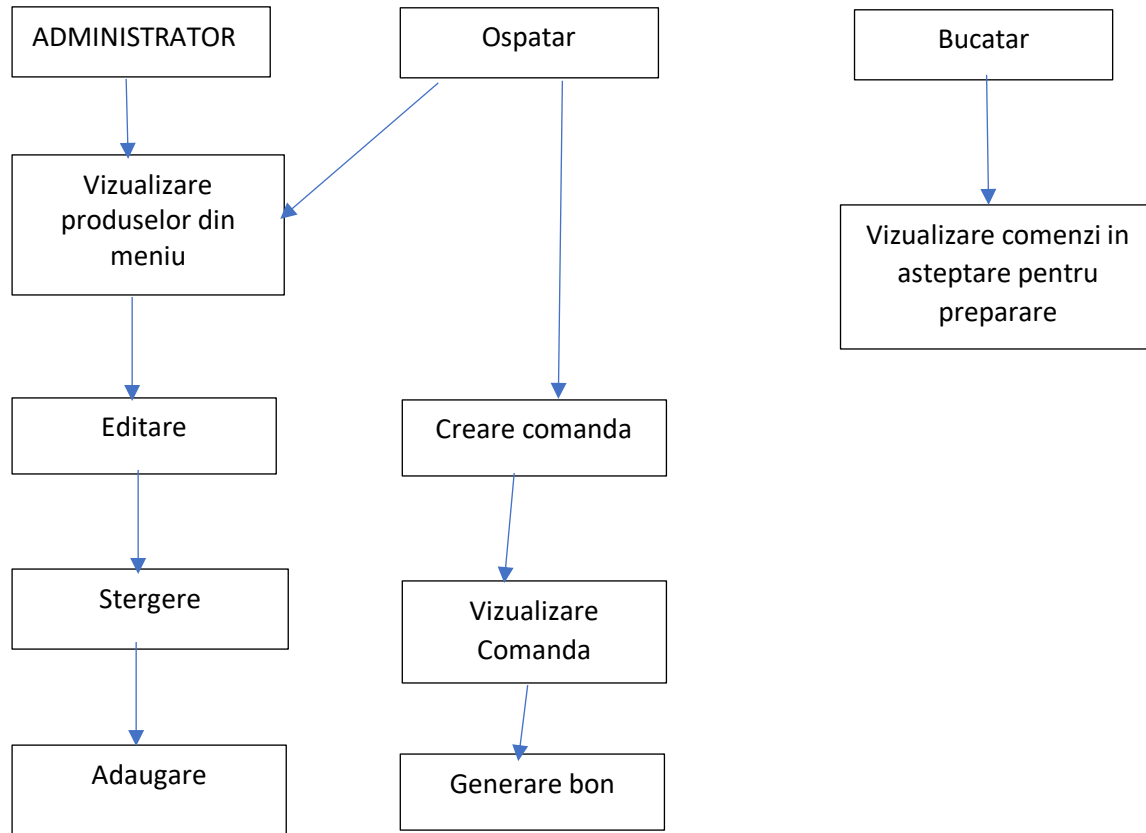 ADMINISTRATOR
Ospatar
Bucatar
Vizualizare
produselor din
meniu
Vizualizare comenzi in
asteptare pentru
preparare
Editare
Creare comanda
Stergere
Vizualizare
Comanda
Adaugare
Generare bon